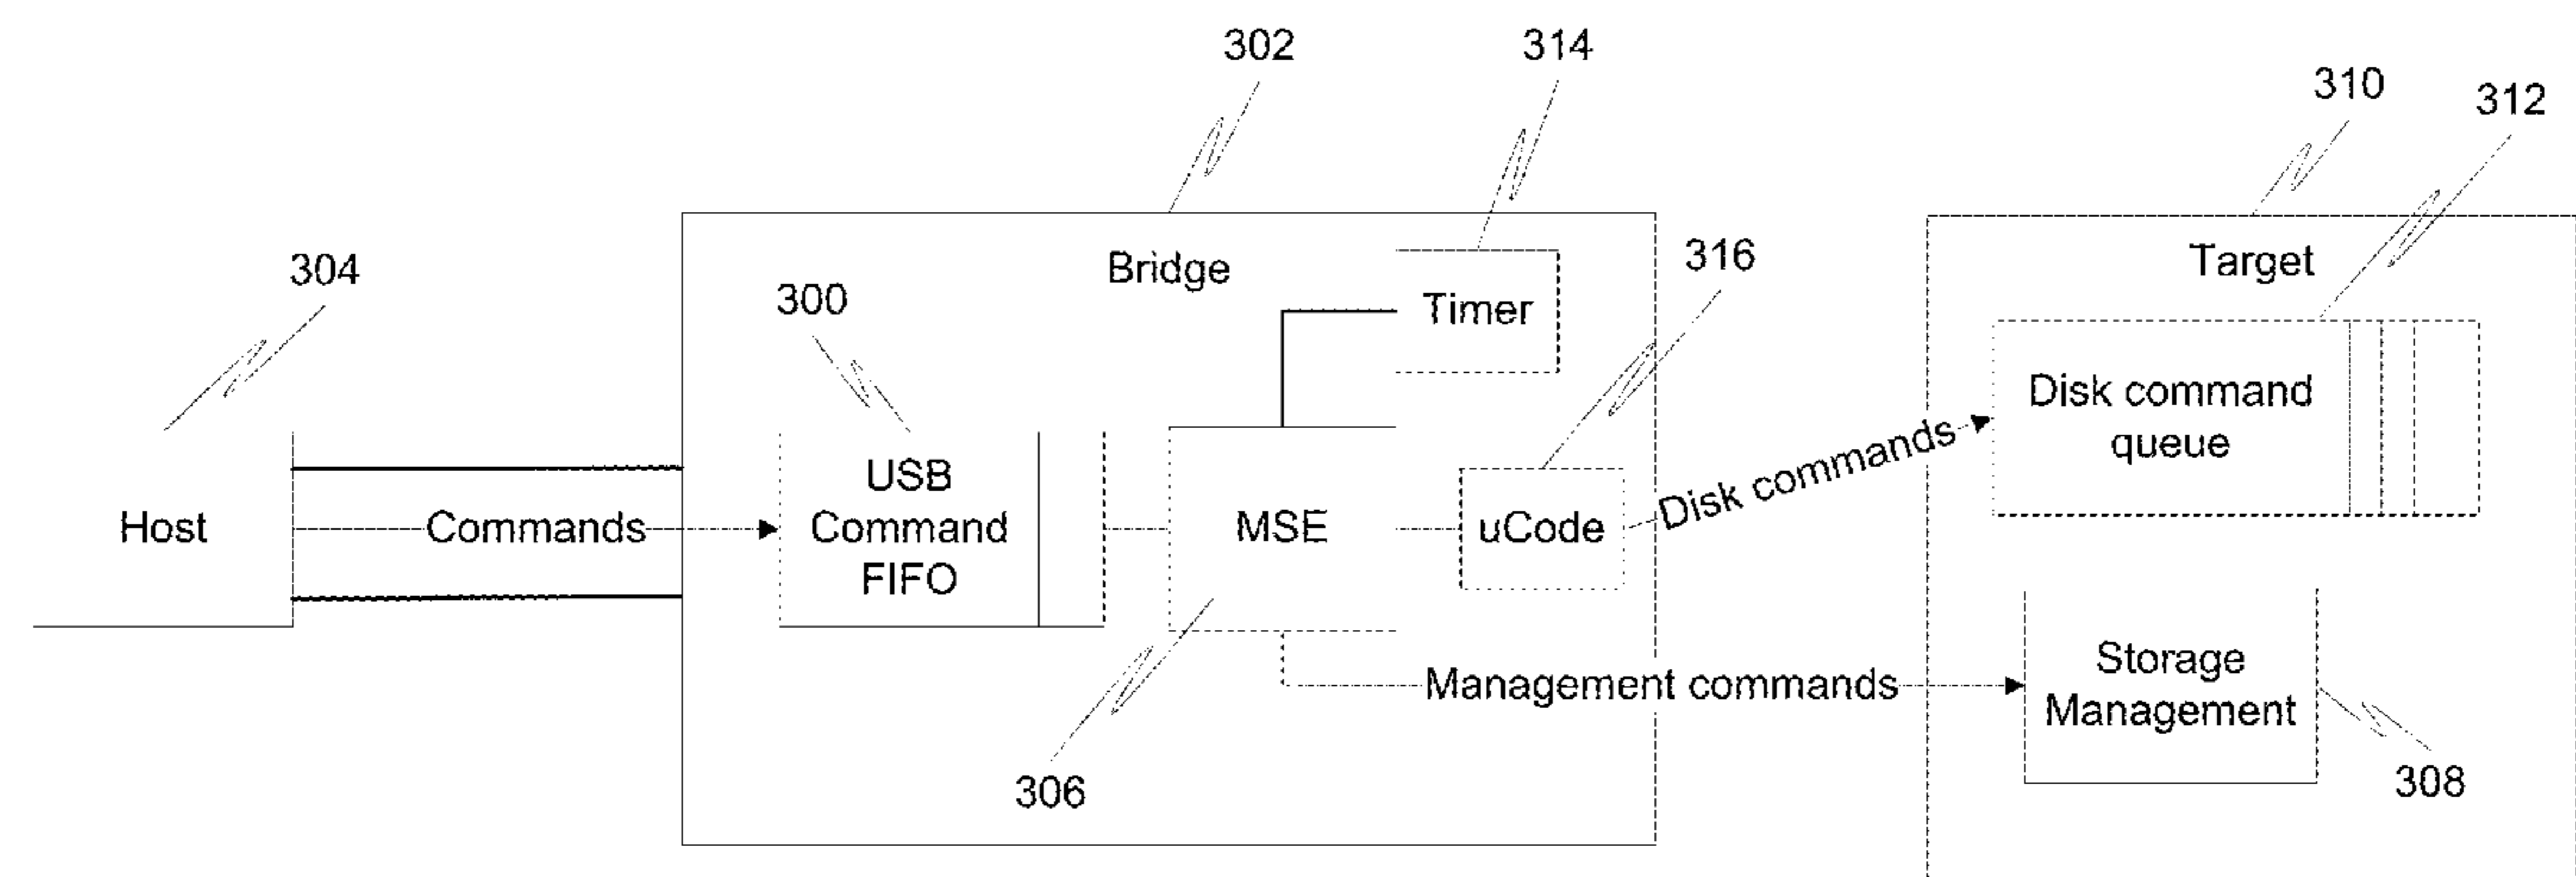 302
314
310
312
304
300
Bridge
Timer
316
Target
Host
Commands
USB
Command
FIFO
MSE
uCode
Disk commands
Disk command
queue
Management commands
Storage
Management
306
308